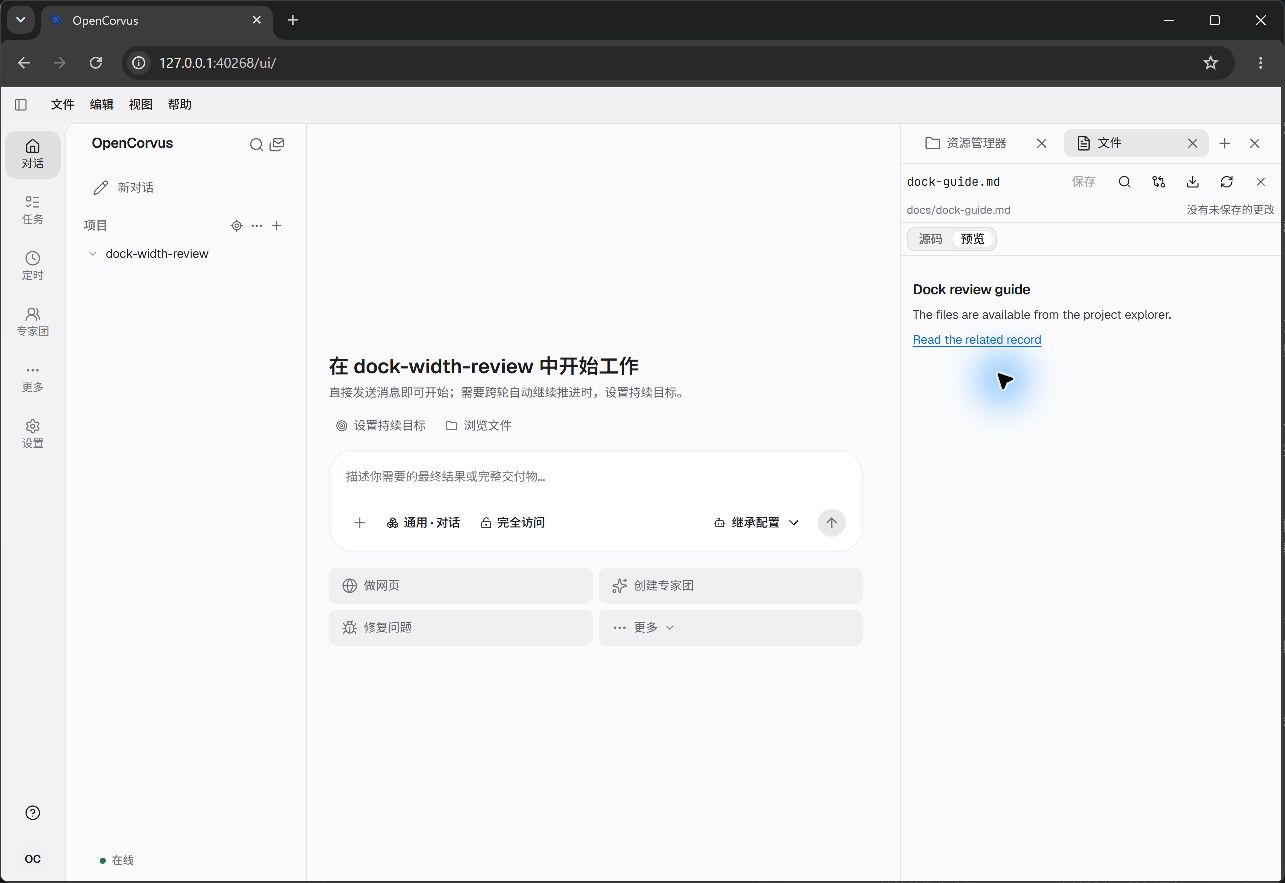 OpenCorvus
127.0.0.1:40268/ui/
文件 编辑 视图 帮助
对话
任务
定时
专家团
更多
设置
OC
OpenCorvus
新对话
项目
dock-width-review
在线
在 dock-width-review 中开始工作
直接发送消息即可开始；需要跨轮自动继续推进时，设置持续目标。
设置持续目标 浏览文件
描述你需要的最终结果或完整交付物...
通用 · 对话 完全访问 继承配置
做网页 创建专家团
修复问题 更多
资源管理器 文件
dock-guide.md 保存
docs/dock-guide.md 没有未保存的更改
源码 预览
Dock review guide
The files are available from the project explorer.
Read the related record